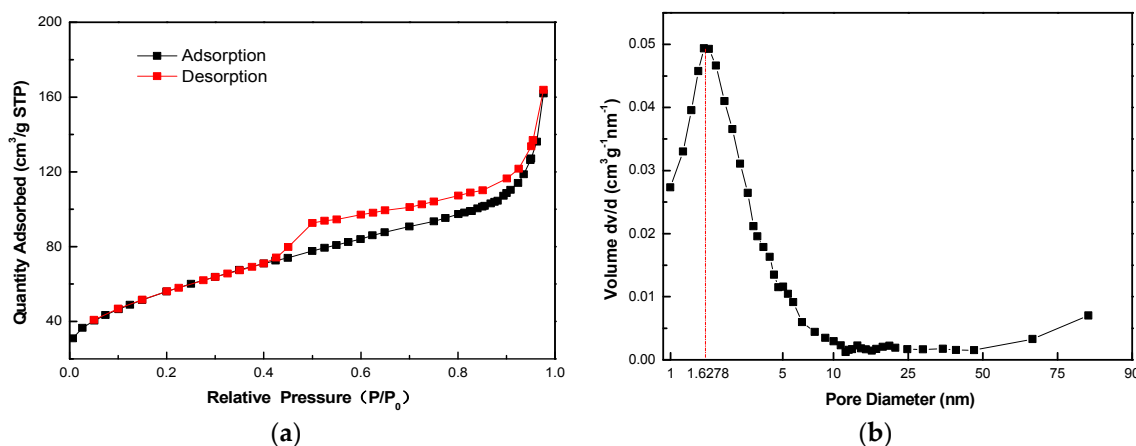 200
160
120
80
40
0
Quantity Adsorbed (cm³/g STP)
Adsorption
Desorption
0.0 0.2 0.4 0.6 0.8 1.0
Relative Pressure (P/P₀)
(a)
0.05
0.04
0.03
0.02
0.01
0.00
Volume dv/d (cm³g⁻¹nm⁻¹)
1 1.6278 5 10 25 50 75 90
Pore Diameter (nm)
(b)